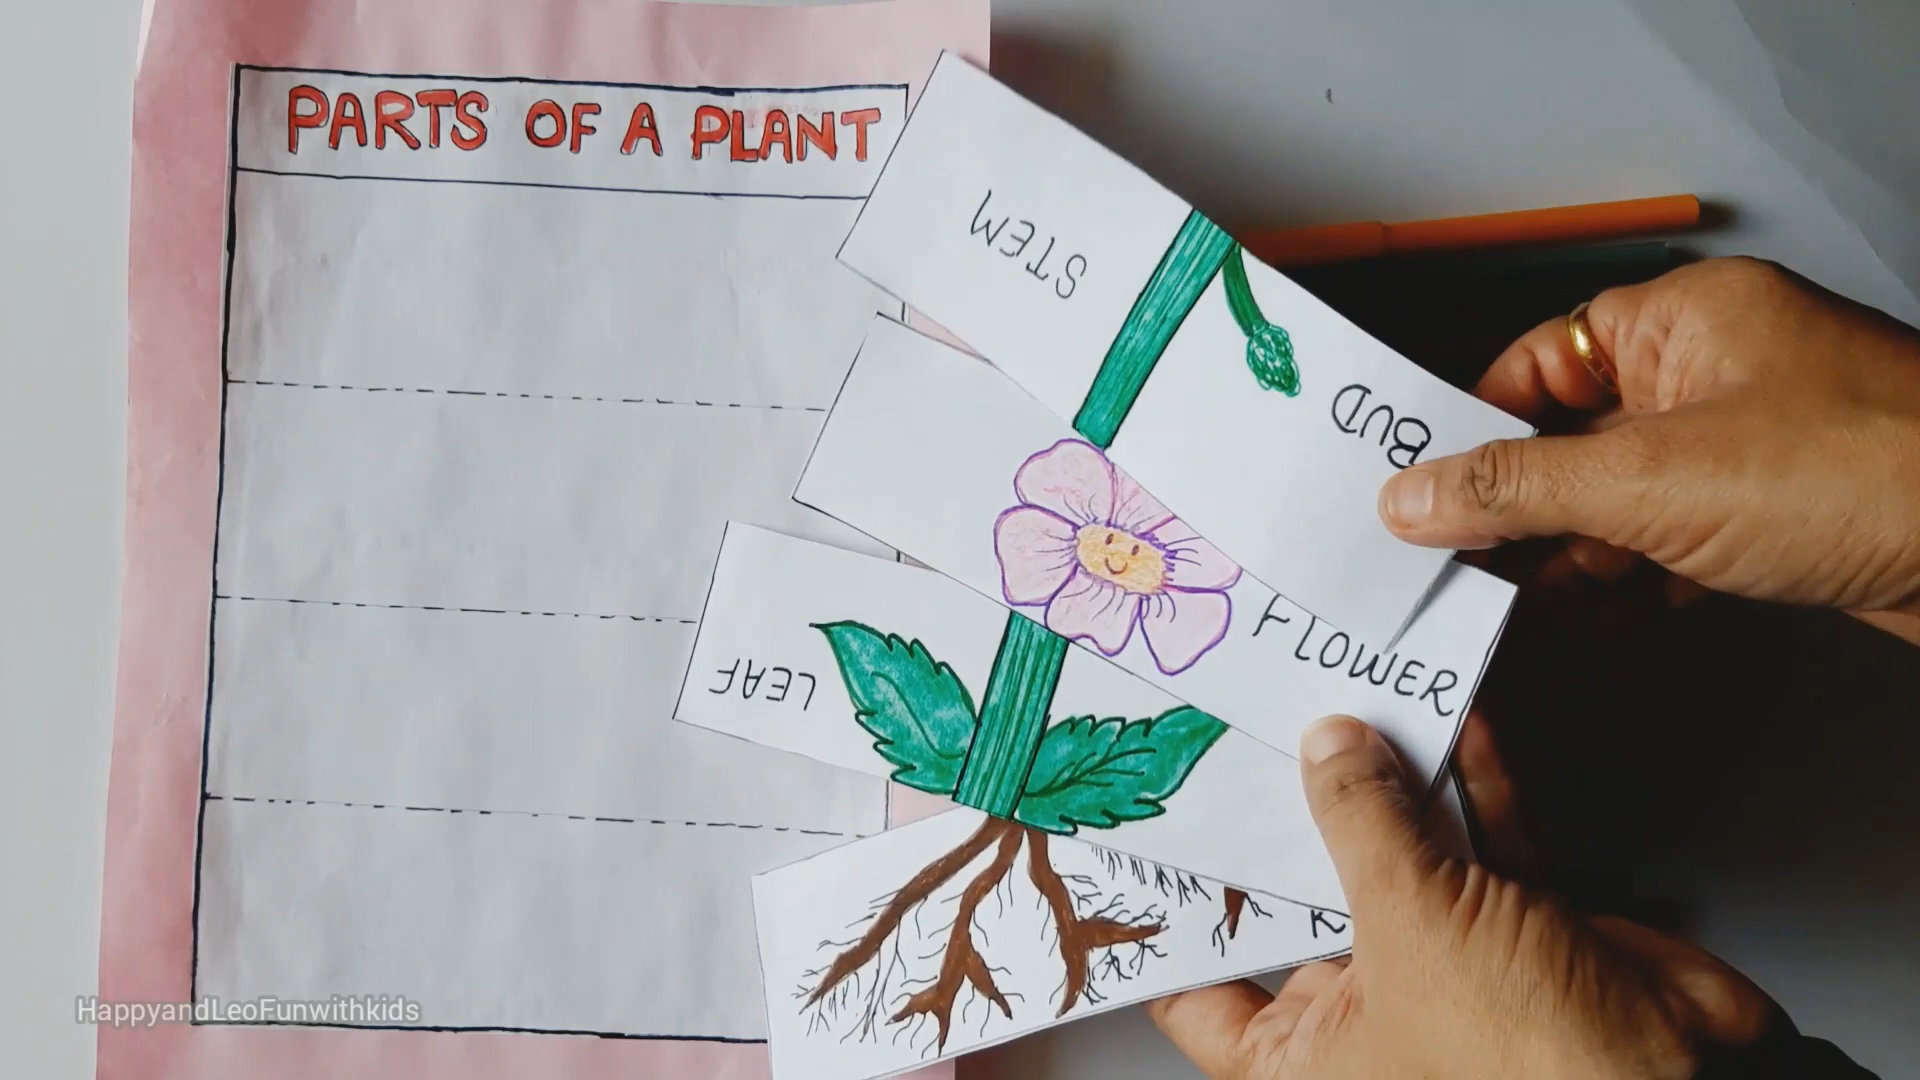 PARTS OF A PLANT
STEM
BUD
FLOWER
LEAF
HappyandLeoFunwithkids